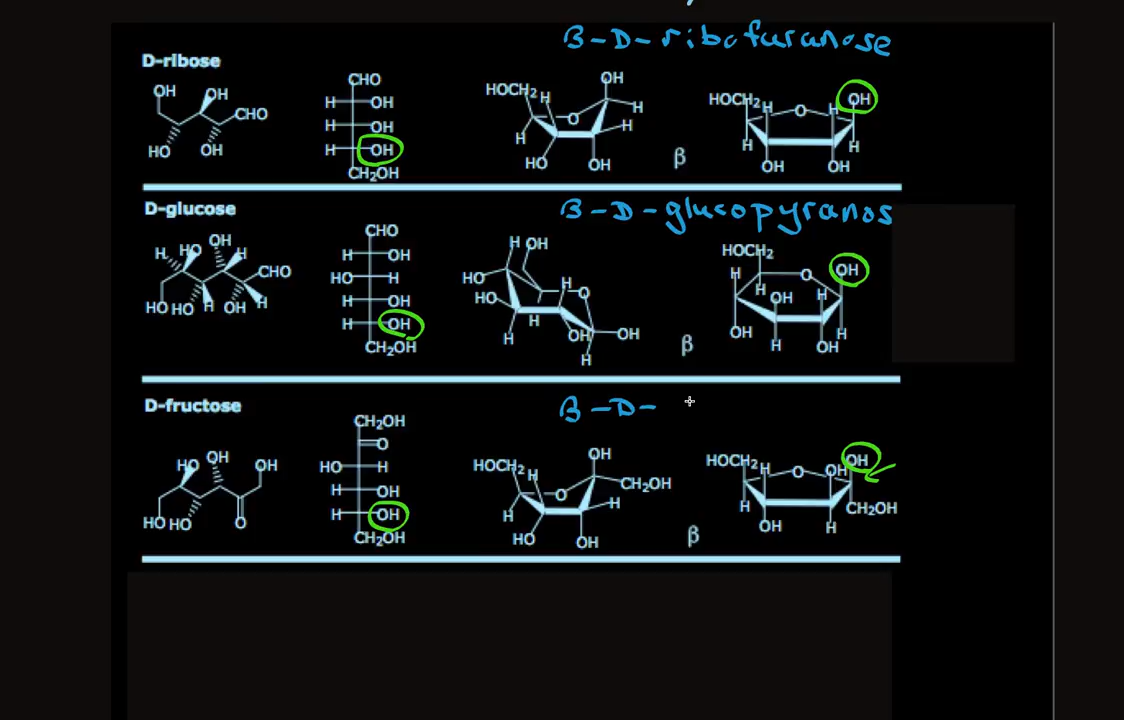 β-D-ribofuranose
D-ribose
OH OH CHO HO OH
CHO H OH H OH H OH CH₂OH
HOCH₂ H OH H H H HO OH O
β
HOCH₂ H O H OH H H OH OH
β-D-glucopyranos
D-glucose
H HO OH H CHO HO HO H OH H
CHO H OH HO H H OH H OH CH₂OH
H OH HO HO H O H H OH OH H
β
HOCH₂ H O OH H OH H OH H OH H
β-D-
D-fructose
HO OH OH HO HO O
CH₂OH O HO H H OH H OH CH₂OH
HOCH₂ H OH CH₂OH O H H HO OH
β
HOCH₂ H O OH OH H CH₂OH OH H